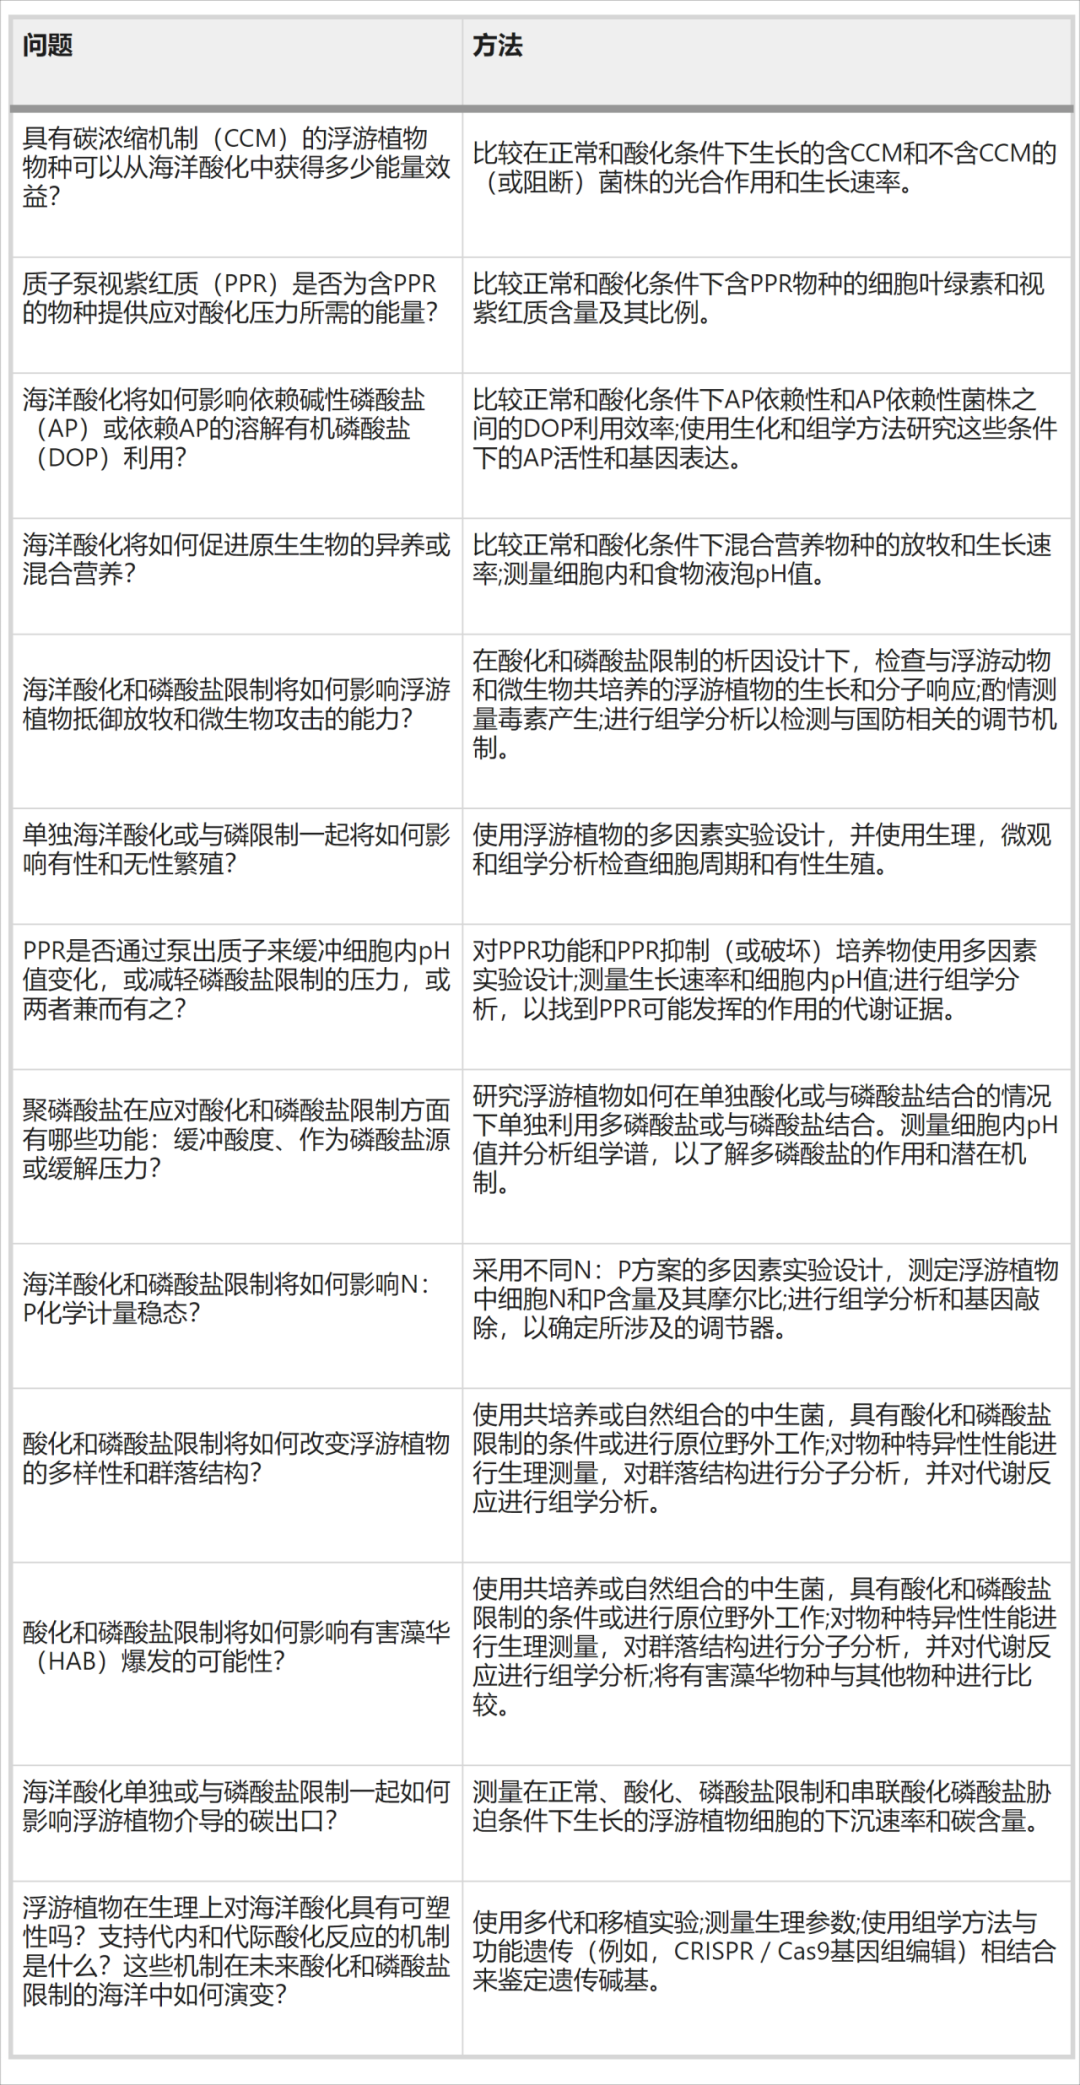 问题
方法
具有碳浓缩机制（CCM）的浮游植物
物种可以从海洋酸化中获得多少能量效
益？
比较在正常和酸化条件下生长的含CCM和不含CCM的
（或阻断）菌株的光合作用和生长速率。
质子泵视紫红质（PPR）是否为含PPR
的物种提供应对酸化压力所需的能量？
比较正常和酸化条件下含PPR物种的细胞叶绿素和视
紫红质含量及其比例。
海洋酸化将如何影响依赖碱性磷酸盐
（AP）或依赖AP的溶解有机磷酸盐
（DOP）利用？
比较正常和酸化条件下AP依赖性和AP依赖性菌株之
间的DOP利用效率;使用生化和组学方法研究这些条件
下的AP活性和基因表达。
海洋酸化将如何促进原生生物的异养或
混合营养？
比较正常和酸化条件下混合营养物种的放牧和生长速
率;测量细胞内和食物液泡pH值。
海洋酸化和磷酸盐限制将如何影响浮游
植物抵御放牧和微生物攻击的能力？
在酸化和磷酸盐限制的析因设计下，检查与浮游动物
和微生物共培养的浮游植物的生长和分子响应;酌情测
量毒素产生;进行组学分析以检测与国防相关的调节机
制。
单独海洋酸化或与磷限制一起将如何影
响有性和无性繁殖？
使用浮游植物的多因素实验设计，并使用生理，微观
和组学分析检查细胞周期和有性生殖。
PPR是否通过泵出质子来缓冲细胞内pH
值变化，或减轻磷酸盐限制的压力，或
两者兼而有之？
对PPR功能和PPR抑制（或破坏）培养物使用多因素
实验设计;测量生长速率和细胞内pH值;进行组学分
析，以找到PPR可能发挥的作用的代谢证据。
聚磷酸盐在应对酸化和磷酸盐限制方面
有哪些功能：缓冲酸度、作为磷酸盐源
或缓解压力？
研究浮游植物如何在单独酸化或与磷酸盐结合的情况
下单独利用多磷酸盐或与磷酸盐结合。测量细胞内pH
值并分析组学谱，以了解多磷酸盐的作用和潜在机
制。
海洋酸化和磷酸盐限制将如何影响N：
P化学计量稳态？
采用不同N：P方案的多因素实验设计，测定浮游植物
中细胞N和P含量及其摩尔比;进行组学分析和基因敲
除，以确定所涉及的调节器。
酸化和磷酸盐限制将如何改变浮游植物
的多样性和群落结构？
使用共培养或自然组合的中生菌，具有酸化和磷酸盐
限制的条件或进行原位野外工作;对物种特异性性能进
行生理测量，对群落结构进行分子分析，并对代谢反
应进行组学分析。
酸化和磷酸盐限制将如何影响有害藻华
（HAB）爆发的可能性？
使用共培养或自然组合的中生菌，具有酸化和磷酸盐
限制的条件或进行原位野外工作;对物种特异性性能进
行生理测量，对群落结构进行分子分析，并对代谢反
应进行组学分析;将有害藻华物种与其他物种进行比
较。
海洋酸化单独或与磷酸盐限制一起如何
影响浮游植物介导的碳出口？
测量在正常、酸化、磷酸盐限制和串联酸化磷酸盐胁
迫条件下生长的浮游植物细胞的下沉速率和碳含量。
浮游植物在生理上对海洋酸化具有可塑
性吗？支持代内和代际酸化反应的机制
是什么？这些机制在未来酸化和磷酸盐
限制的海洋中如何演变？
使用多代和移植实验;测量生理参数;使用组学方法与
功能遗传（例如，CRISPR / Cas9基因组编辑）相结合
来鉴定遗传碱基。